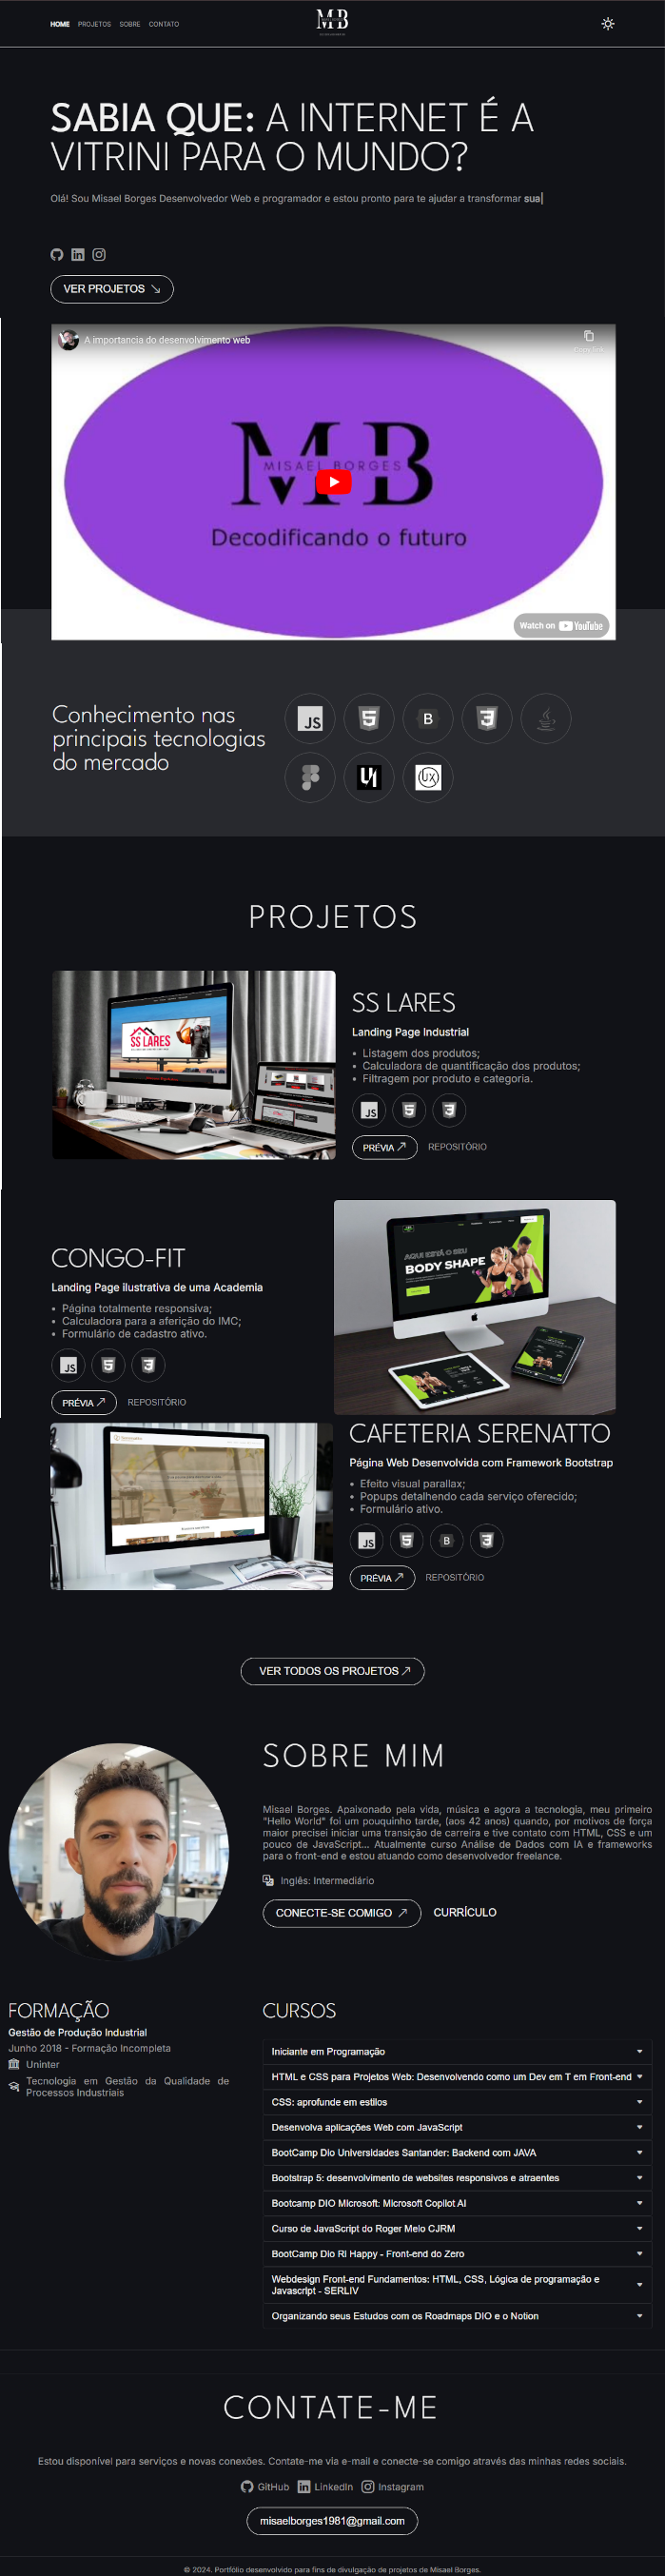 HOME PROJETOS SOBRE CONTATO
MB
SABIA QUE: A INTERNET É A
VITRINI PARA O MUNDO?
Olá! Sou Misael Borges Desenvolvedor Web e programador e estou pronto para te ajudar a transformar sua|
VER PROJETOS
A importancia do desenvolvimento web
Copy link
MB
MISAEL BORGES
Decodificando o futuro
Watch on YouTube
Conhecimento nas
principais tecnologias
do mercado
JS
5
B
3
UI
UX
PROJETOS
SS LARES
SS LARES
Landing Page Industrial
• Listagem dos produtos;
• Calculadora de quantificação dos produtos;
• Filtragem por produto e categoria.
JS 5 3
PRÉVIA REPOSITÓRIO
CONGO-FIT
Landing Page ilustrativa de uma Academia
• Página totalmente responsiva;
• Calculadora para a aferição do IMC;
• Formulário de cadastro ativo.
JS 5 3
PRÉVIA REPOSITÓRIO
AQUI ESTÁ O SEU
BODY SHAPE
CAFETERIA SERENATTO
Página Web Desenvolvida com Framework Bootstrap
• Efeito visual parallax;
• Popups detalhendo cada serviço oferecido;
• Formulário ativo.
JS 5 B 3
PRÉVIA REPOSITÓRIO
VER TODOS OS PROJETOS
SOBRE MIM
Misael Borges. Apaixonado pela vida, música e agora a tecnologia, meu primeiro
"Hello World" foi um pouquinho tarde, (aos 42 anos) quando, por motivos de força
maior precisei iniciar uma transição de carreira e tive contato com HTML, CSS e um
pouco de JavaScript... Atualmente curso Análise de Dados com IA e frameworks
para o front-end e estou atuando como desenvolvedor freelance.
Inglês: Intermediário
CONECTE-SE COMIGO CURRÍCULO
FORMAÇÃO
Gestão de Produção Industrial
Junho 2018 - Formação Incompleta
Uninter
Tecnologia em Gestão da Qualidade de
Processos Industriais
CURSOS
Iniciante em Programação
HTML e CSS para Projetos Web: Desenvolvendo como um Dev em T em Front-end
CSS: aprofunde em estilos
Desenvolva aplicações Web com JavaScript
BootCamp Dio Universidades Santander: Backend com JAVA
Bootstrap 5: desenvolvimento de websites responsivos e atraentes
Bootcamp DIO Microsoft: Microsoft Copilot AI
Curso de JavaScript do Roger Melo CJRM
BootCamp Dio Ri Happy - Front-end do Zero
Webdesign Front-end Fundamentos: HTML, CSS, Lógica de programação e
Javascript - SERLIV
Organizando seus Estudos com os Roadmaps DIO e o Notion
CONTATE-ME
Estou disponível para serviços e novas conexões. Contate-me via e-mail e conecte-se comigo através das minhas redes sociais.
GitHub LinkedIn Instagram
misaelborges1981@gmail.com
© 2024. Portfólio desenvolvido para fins de divulgação de projetos de Misael Borges.